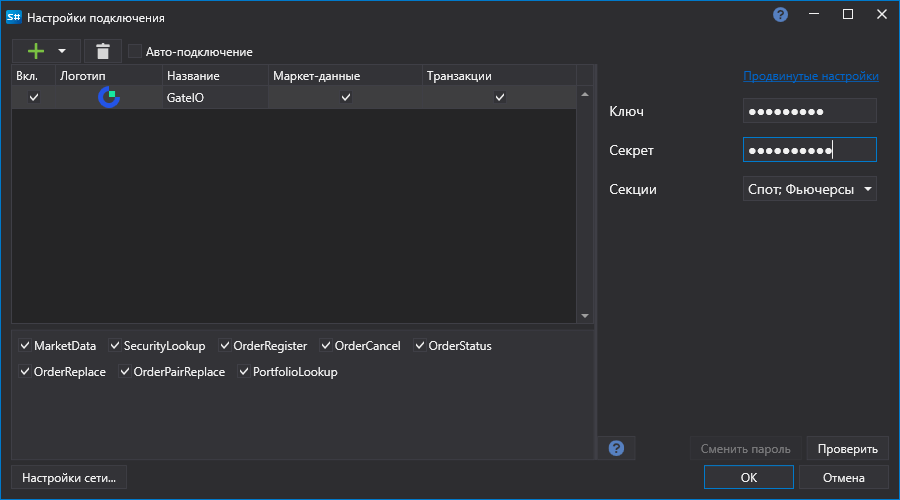 S# Настройки подключения
Авто-подключение
Вкл. Логотип Название Маркет-данные Транзакции
GateIO
Продвинутые настройки
Ключ ●●●●●●●●●
Секрет ●●●●●●●●●●
Секции Спот; Фьючерсы
MarketData SecurityLookup OrderRegister OrderCancel OrderStatus
OrderReplace OrderPairReplace PortfolioLookup
? Сменить пароль Проверить
Настройки сети... OK Отмена